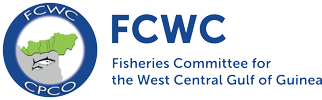 FCWC
CPCO
FCWC
Fisheries Committee for
the West Central Gulf of Guinea